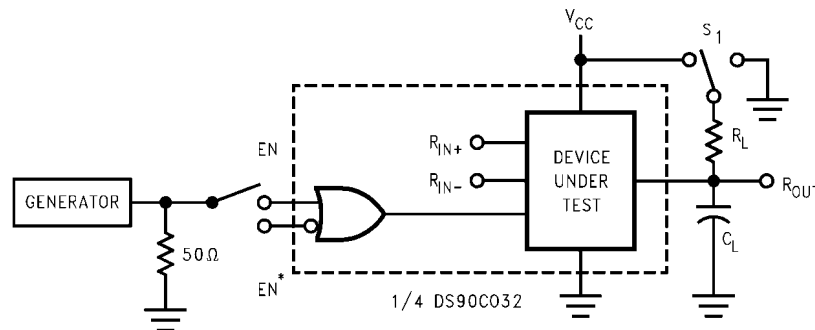 V_CC
S_1
EN
R_IN+
R_IN−
DEVICE
UNDER
TEST
R_L
GENERATOR
R_OUT
50Ω
C_L
EN*
1/4 DS90C032